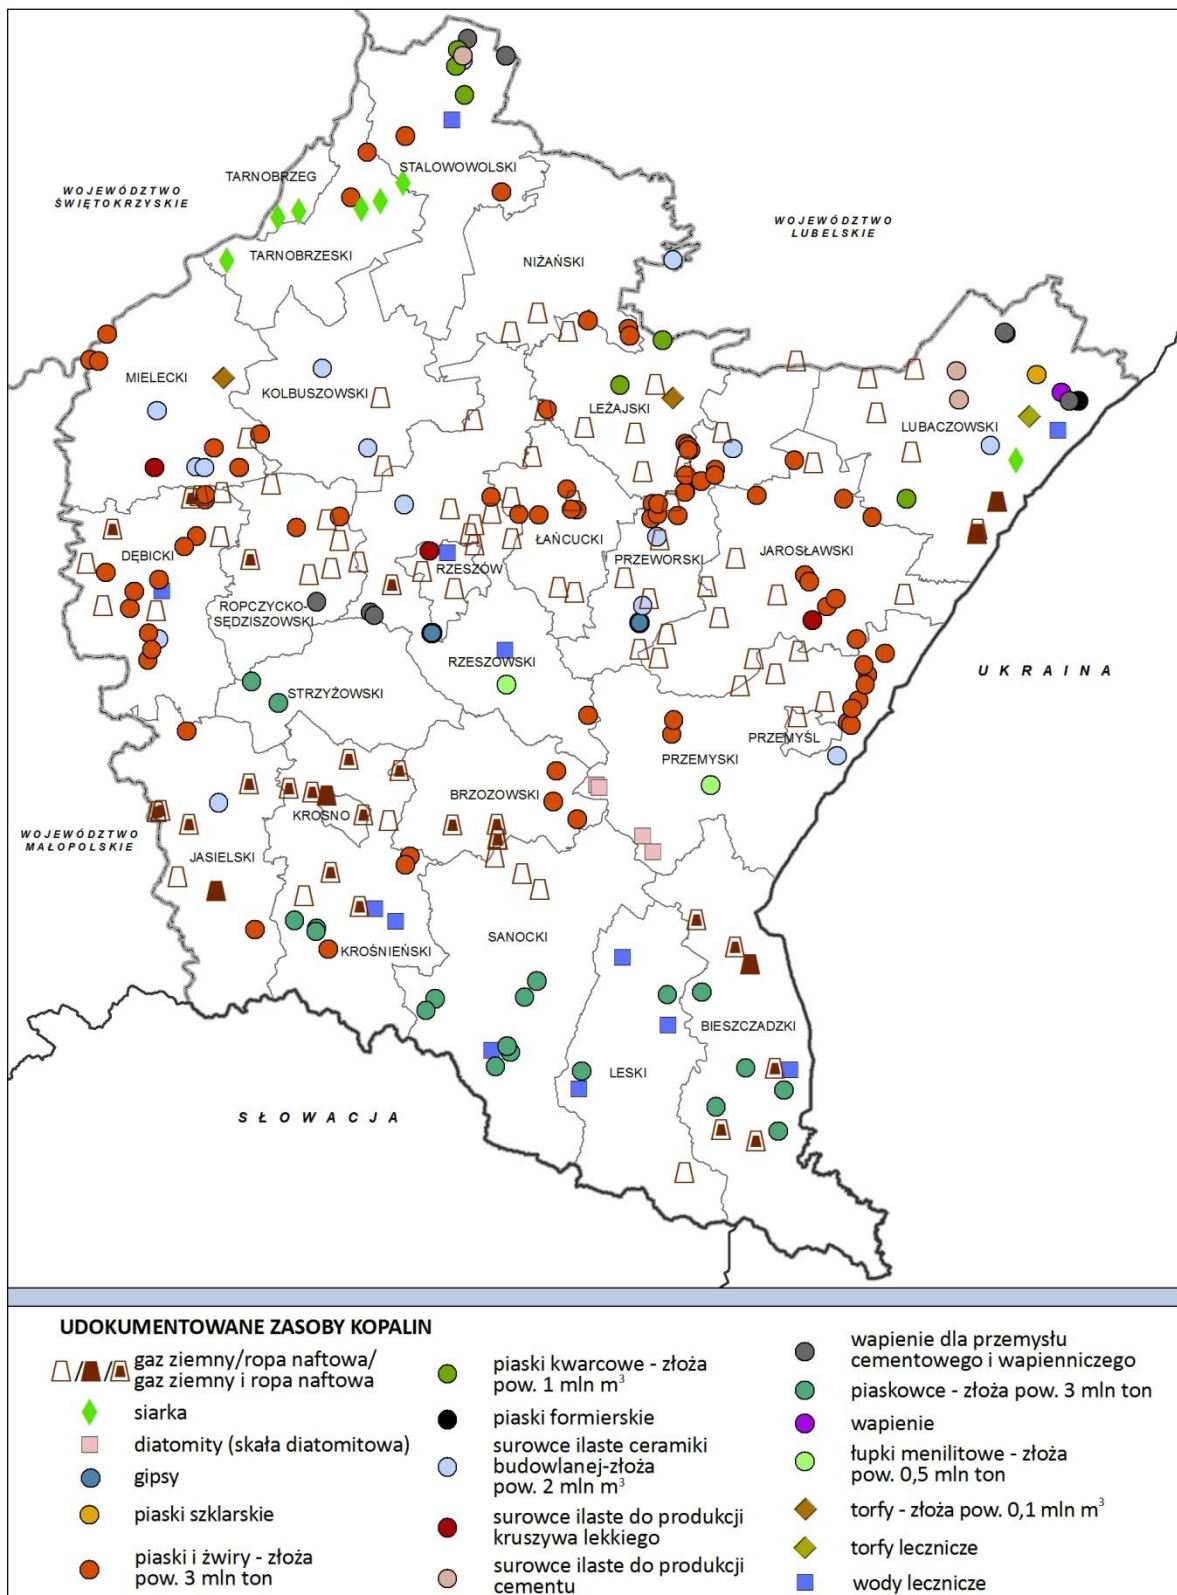 TARNOBRZEG
STALOWOWOLSKI
WOJEWÓDZTWO
ŚWIĘTOKRZYSKIE
WOJEWÓDZTWO
LUBELSKIE
TARNOBRZESKI
NIŻAŃSKI
MIELECKI
KOLBUSZOWSKI
LEŻAJSKI
LUBACZOWSKI
DĘBICKI
ŁAŃCUCKI
PRZEWORSKI
JAROSŁAWSKI
RZESZÓW
ROPCZYCKO-
SĘDZISZOWSKI
RZESZOWSKI
UKRAINA
STRZYŻOWSKI
PRZEMYŚL
PRZEMYSKI
BRZOZOWSKI
KROSNO
WOJEWÓDZTWO
MAŁOPOLSKIE
JASIELSKI
SANOCKI
KROŚNIEŃSKI
BIESZCZADZKI
LESKI
SŁOWACJA
UDOKUMENTOWANE ZASOBY KOPALIN
gaz ziemny/ropa naftowa/
gaz ziemny i ropa naftowa
siarka
diatomity (skała diatomitowa)
gipsy
piaski szklarskie
piaski i żwiry - złoża
pow. 3 mln ton
piaski kwarcowe - złoża
pow. 1 mln m³
piaski formierskie
surowce ilaste ceramiki
budowlanej-złoża
pow. 2 mln m³
surowce ilaste do produkcji
kruszywa lekkiego
surowce ilaste do produkcji
cementu
wapienie dla przemysłu
cementowego i wapienniczego
piaskowce - złoża pow. 3 mln ton
wapienie
łupki menilitowe - złoża
pow. 0,5 mln ton
torfy - złoża pow. 0,1 mln m³
torfy lecznicze
wody lecznicze